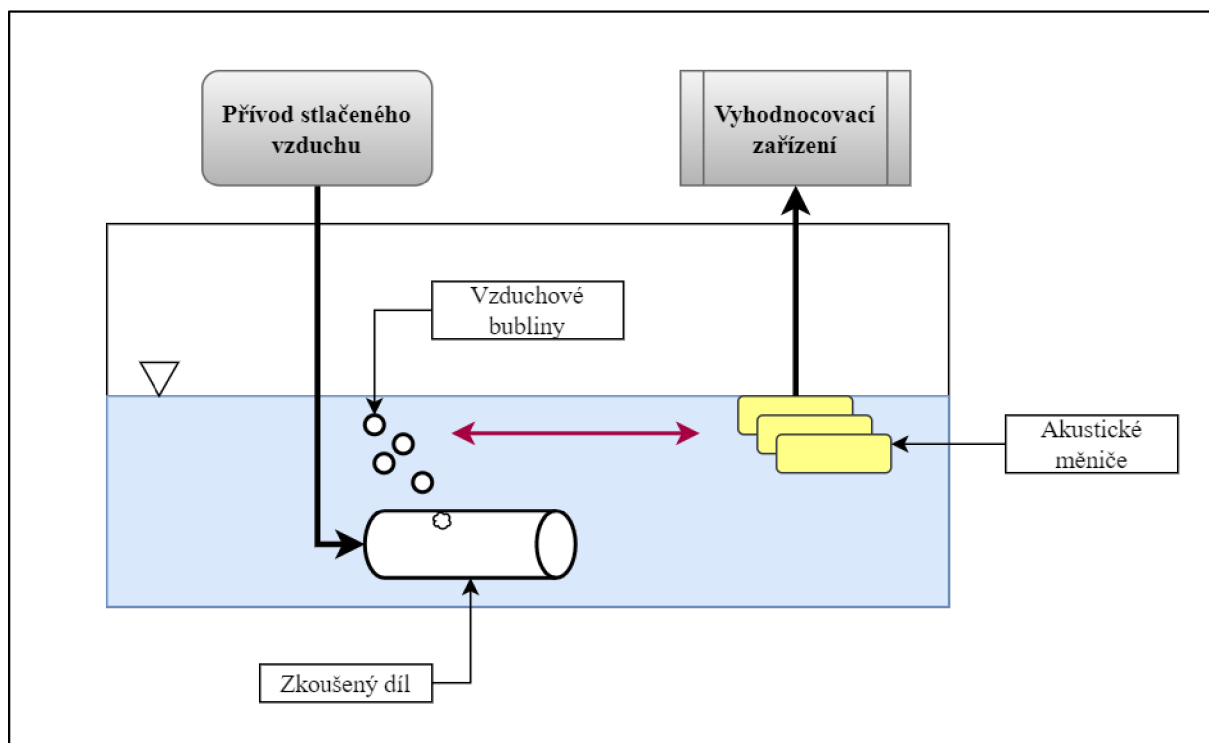 Přívod stlačeného
vzduchu
Vyhodnocovací
zařízení
Vzduchové
bubliny
Akustické
měniče
Zkoušený díl